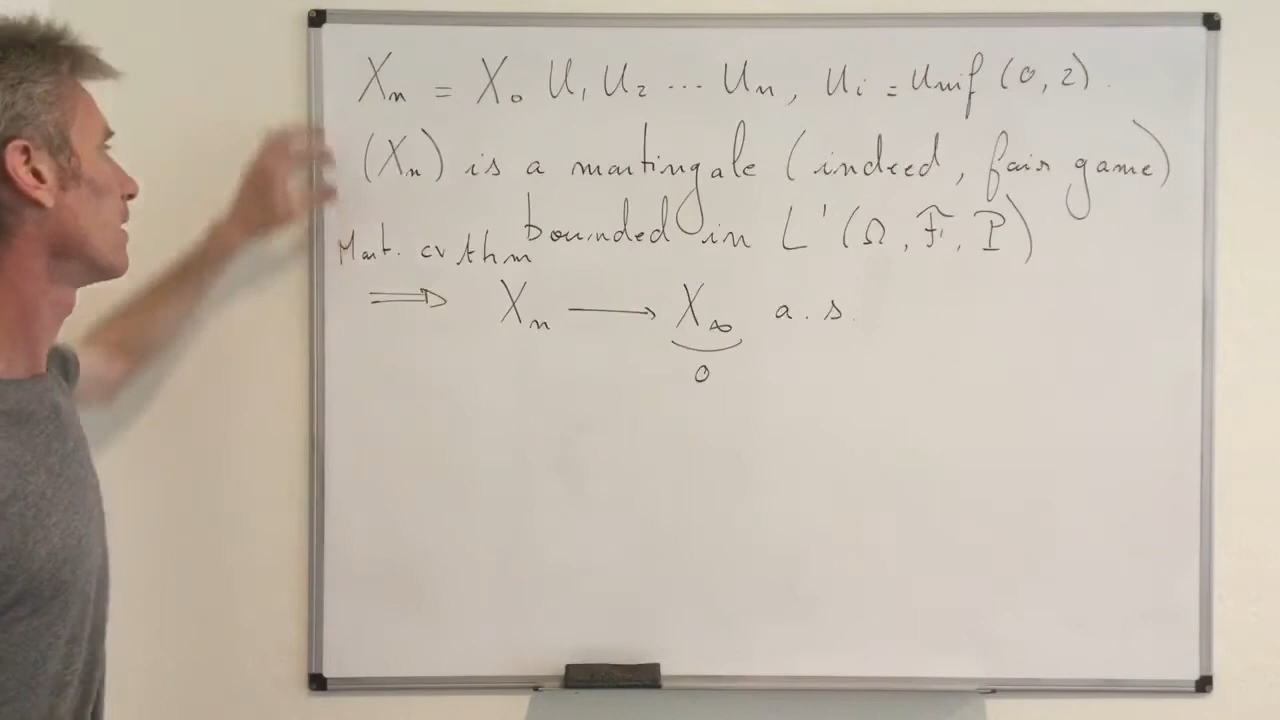 Xₙ = X₀ U₁ U₂ ... Uₙ, Uᵢ = Unif (0, 2).
(Xₙ) is a martingale (indeed, fair game)
bounded in L¹ (Ω, ℱ, P)
Mart. cv thm
⟹ Xₙ ⟶ X∞ a.s.
0